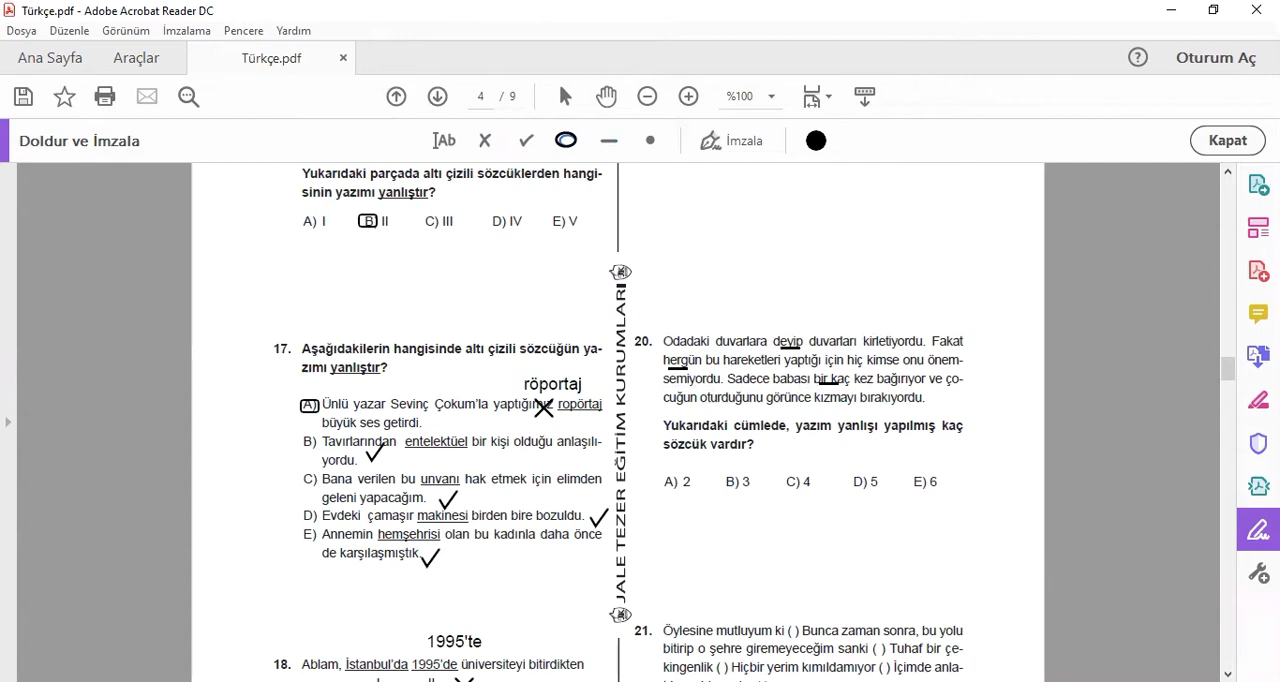 Türkçe.pdf - Adobe Acrobat Reader DC
Dosya Düzenle Görünüm İmzalama Pencere Yardım
Ana Sayfa Araçlar Türkçe.pdf × ? Oturum Aç
4 / 9 %100
Doldur ve İmzala Ab İmzala Kapat
Yukarıdaki parçada altı çizili sözcüklerden hangi-
sinin yazımı yanlıştır?
A) I B) II C) III D) IV E) V
17. Aşağıdakilerin hangisinde altı çizili sözcüğün ya-
zımı yanlıştır?
röportaj
A) Ünlü yazar Sevinç Çokum'la yaptığımız ropörtaj
büyük ses getirdi.
B) Tavırlarından entelektüel bir kişi olduğu anlaşılı-
yordu.
C) Bana verilen bu unvanı hak etmek için elimden
geleni yapacağım.
D) Evdeki çamaşır makinesi birden bire bozuldu.
E) Annemin hemşehrisi olan bu kadınla daha önce
de karşılaşmıştık.
1995'te
18. Ablam, İstanbul'da 1995'de üniversiteyi bitirdikten
JALE TEZER EĞİTİM KURUMLARI
20. Odadaki duvarlara deyip duvarları kirletiyordu. Fakat
hergün bu hareketleri yaptığı için hiç kimse onu önem-
semiyordu. Sadece babası bir kaç kez bağırıyor ve ço-
cuğun oturduğunu görünce kızmayı bırakıyordu.
Yukarıdaki cümlede, yazım yanlışı yapılmış kaç
sözcük vardır?
A) 2 B) 3 C) 4 D) 5 E) 6
21. Öylesine mutluyum ki ( ) Bunca zaman sonra, bu yolu
bitirip o şehre giremeyeceğim sanki ( ) Tuhaf bir çe-
kingenlik ( ) Hiçbir yerim kımıldamıyor ( ) İçimde anla-